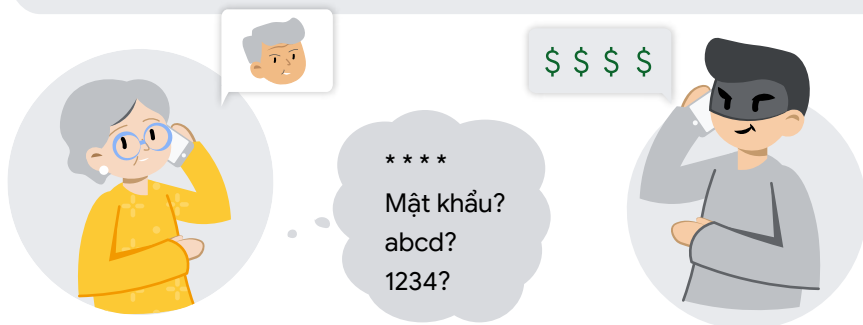 $ $ $ $
* * * *
Mật khẩu?
abcd?
1234?